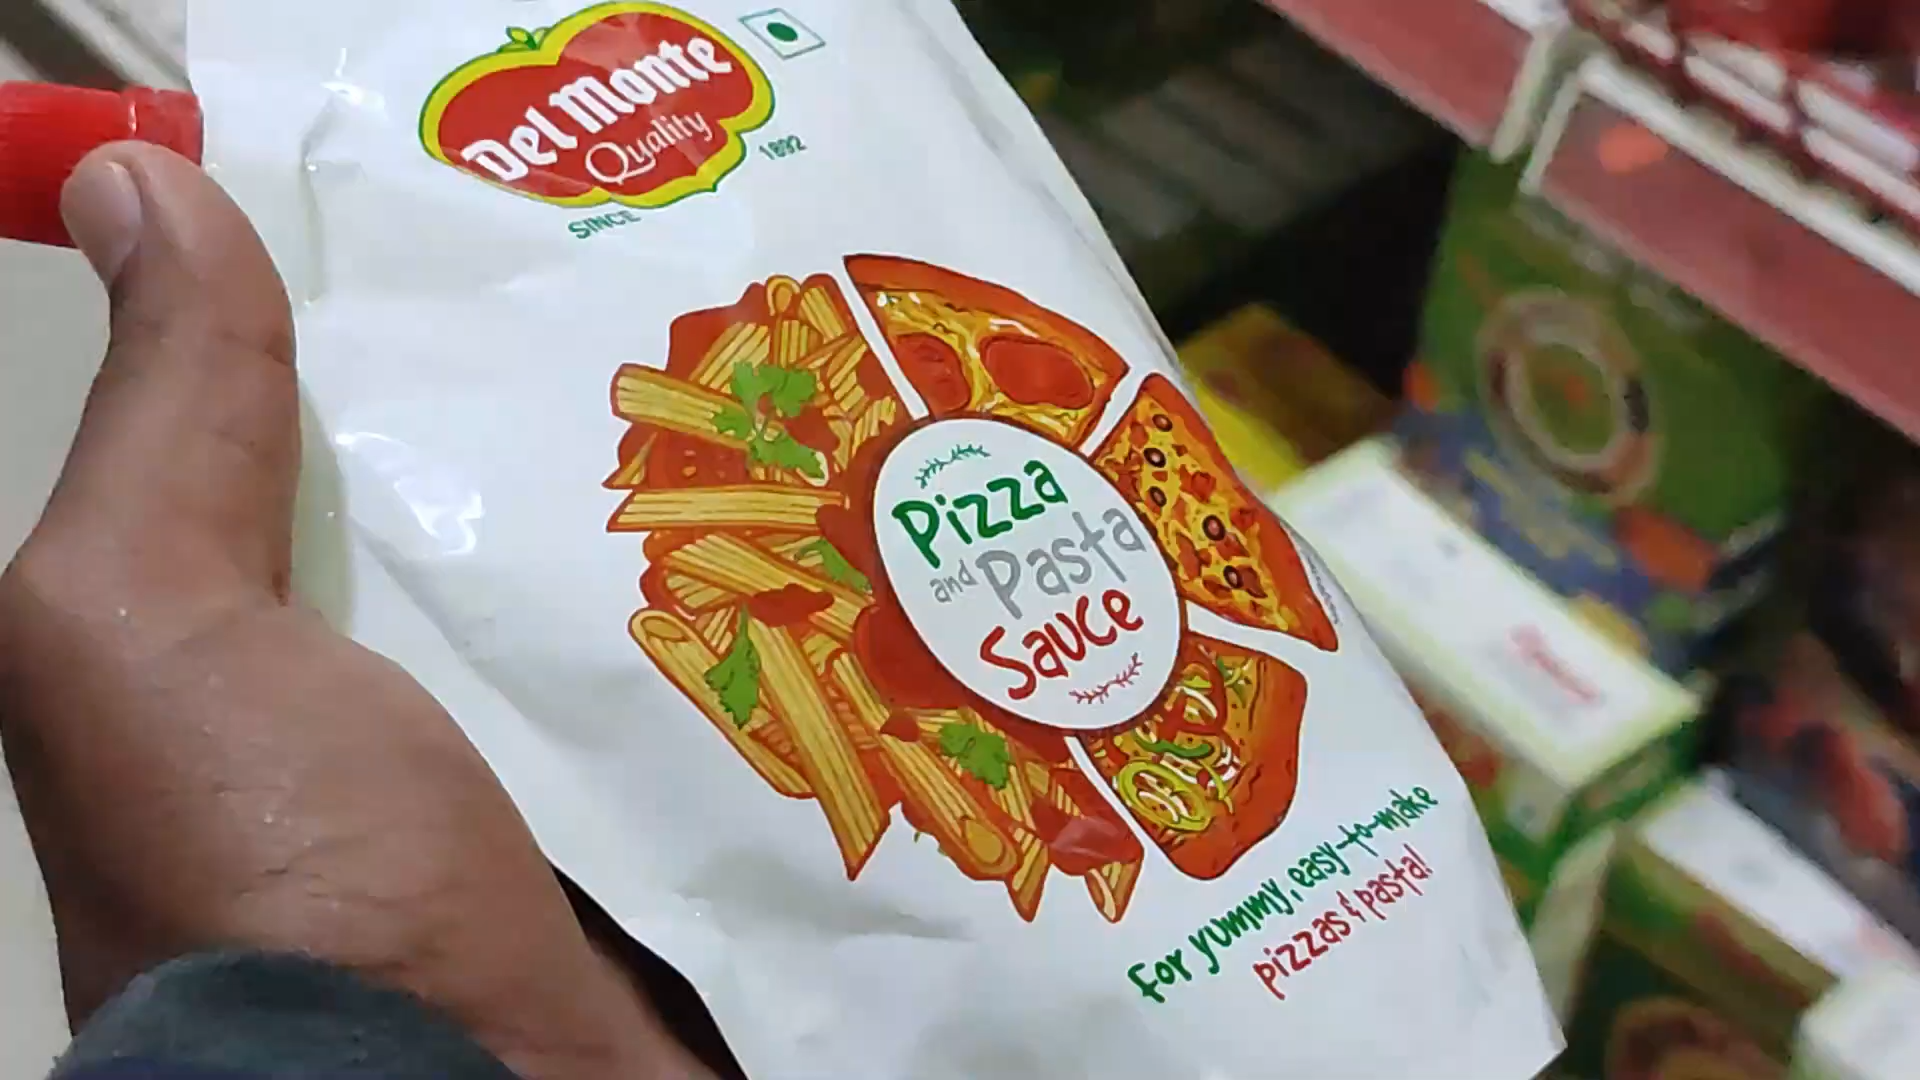 Del Monte
Quality
SINCE 1892
Pizza
and Pasta
Sauce
For yummy, easy-to-make
pizzas & pasta!